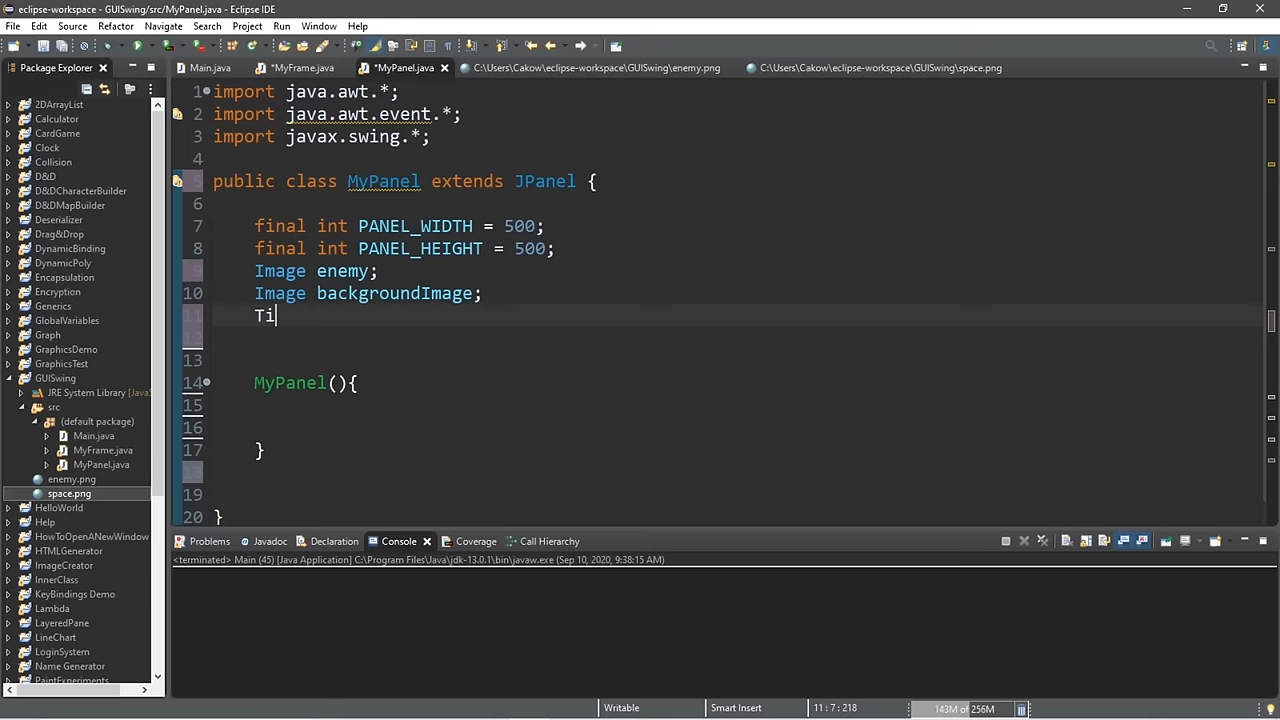 eclipse-workspace - GUISwing/src/MyPanel.java - Eclipse IDE
File Edit Source Refactor Navigate Search Project Run Window Help
Package Explorer
Main.java *MyFrame.java *MyPanel.java C:\Users\Cakow\eclipse-workspace\GUISwing\enemy.png C:\Users\Cakow\eclipse-workspace\GUISwing\space.png
2DArrayList
Calculator
CardGame
Clock
Collision
D&D
D&DCharacterBuilder
D&DMapBuilder
Deserializer
Drag&Drop
DynamicBinding
DynamicPoly
Encapsulation
Encryption
Generics
GlobalVariables
Graph
GraphicsDemo
GraphicsTest
GUISwing
JRE System Library [Java
src
(default package)
Main.java
MyFrame.java
MyPanel.java
enemy.png
space.png
HelloWorld
Help
HowToOpenANewWindow
HTMLGenerator
ImageCreator
InnerClass
KeyBindings Demo
Lambda
LayeredPane
LineChart
LoginSystem
Name Generator
PaintExperiments
1 import java.awt.*;
2 import java.awt.event.*;
3 import javax.swing.*;
4
5 public class MyPanel extends JPanel {
6
7 final int PANEL_WIDTH = 500;
8 final int PANEL_HEIGHT = 500;
9 Image enemy;
10 Image backgroundImage;
11 Ti
12
13
14 MyPanel(){
15
16
17 }
18
19
20 }
Problems Javadoc Declaration Console Coverage Call Hierarchy
<terminated> Main (45) [Java Application] C:\Program Files\Java\jdk-13.0.1\bin\javaw.exe (Sep 10, 2020, 9:38:15 AM)
Writable Smart Insert 11 : 7 : 218 143M of 256M